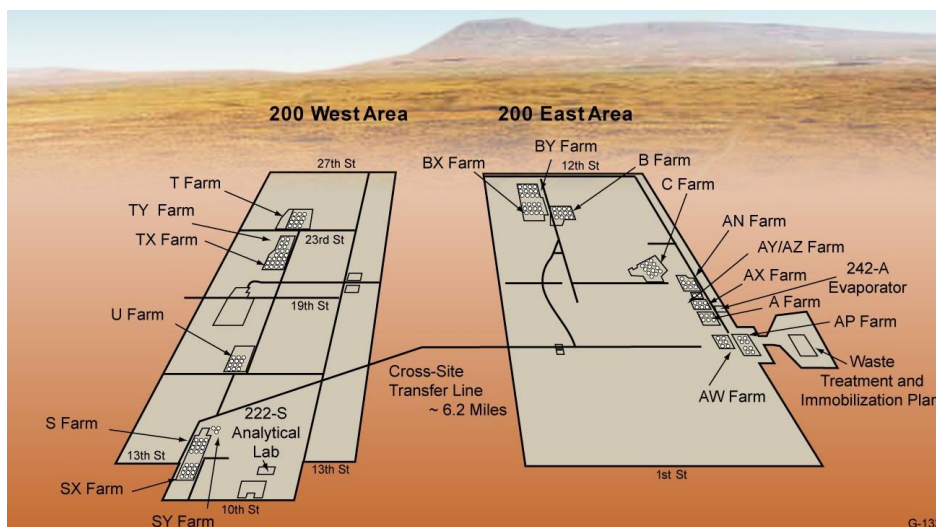 200 West Area
200 East Area
27th St
T Farm
TY Farm
TX Farm
23rd St
19th St
U Farm
S Farm
13th St
SX Farm
SY Farm
222-S
Analytical
Lab
10th St
13th St
Cross-Site
Transfer Line
~ 6.2 Miles
BX Farm
BY Farm
12th St
B Farm
C Farm
AN Farm
AY/AZ Farm
AX Farm
242-A
Evaporator
A Farm
AP Farm
AW Farm
Waste
Treatment and
Immobilization Plan
1st St
G-13